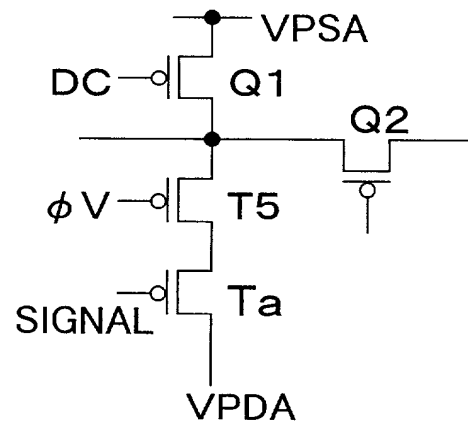 VPSA
DC
Q1
Q2
φV
T5
Ta
SIGNAL
VPDA